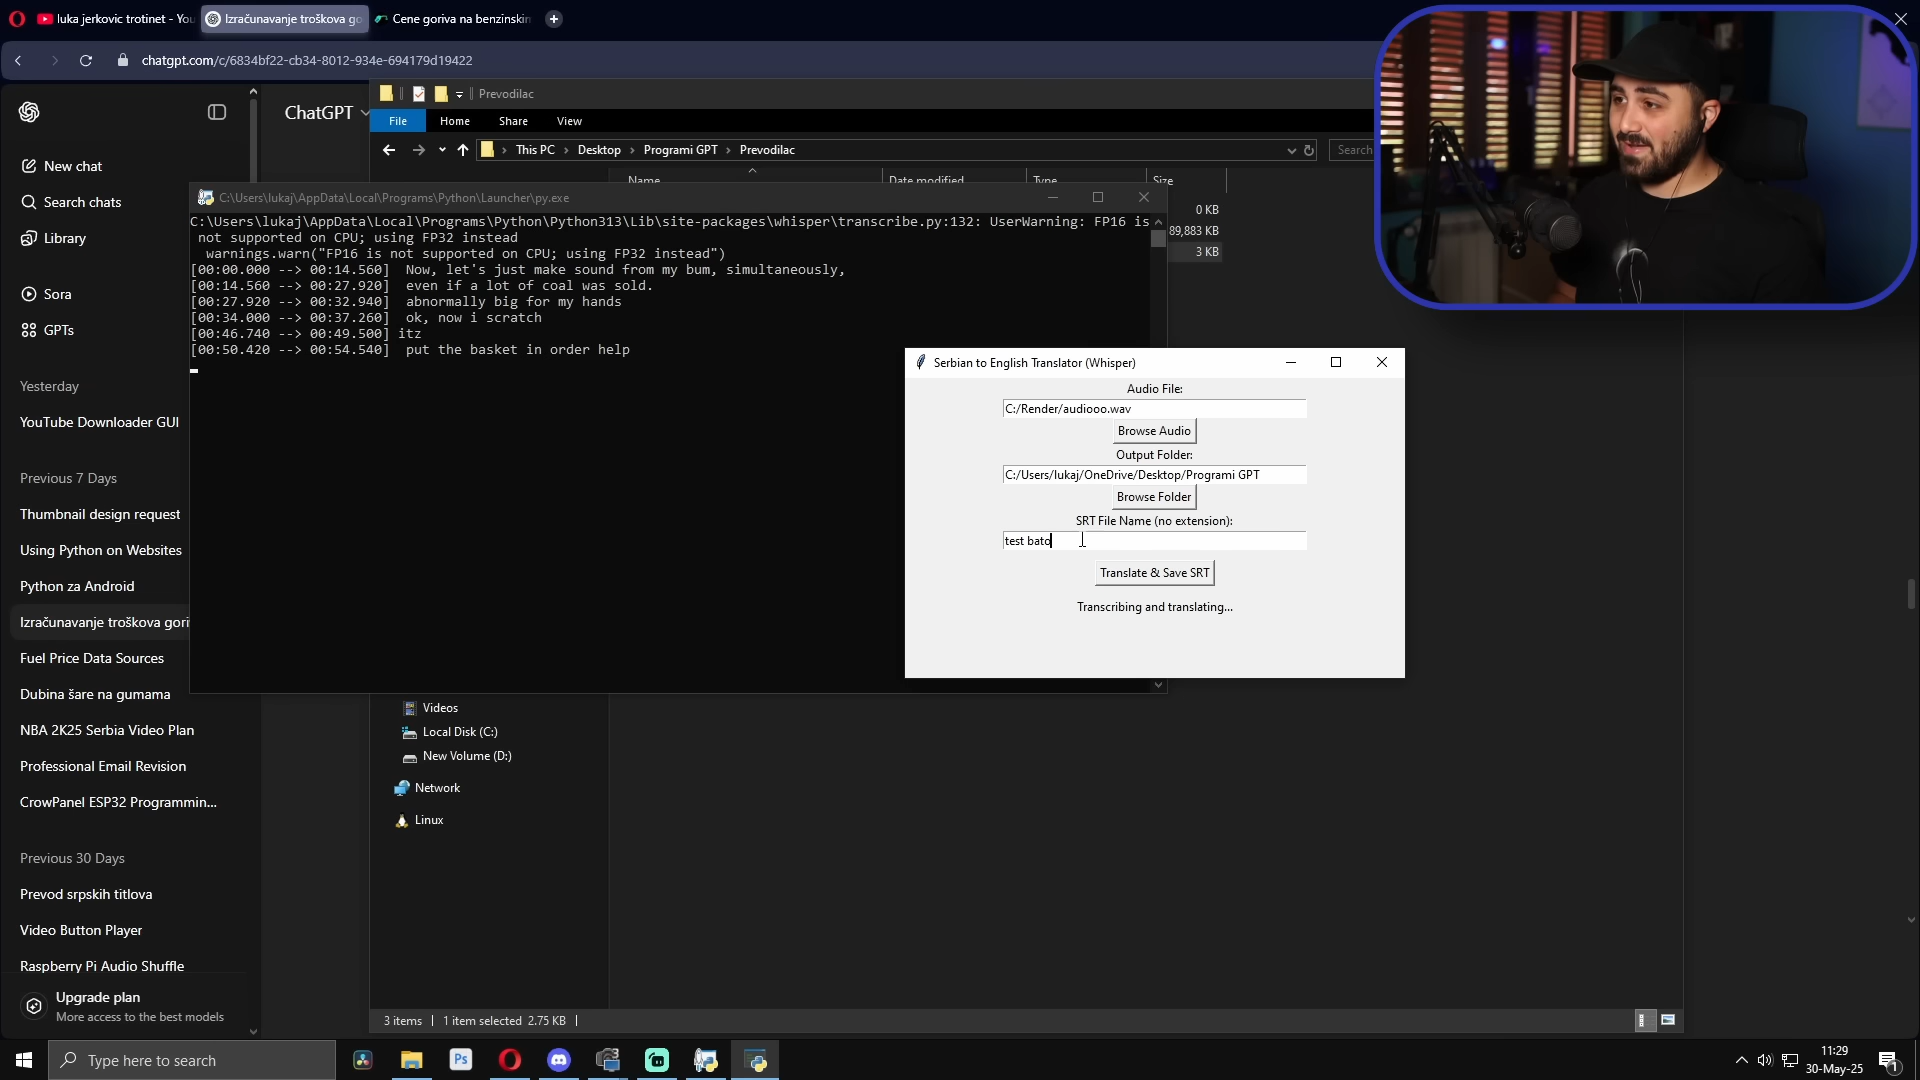 luka jerkovic trotinet - You
Izračunavanje troškova go
Cene goriva na benzinskim
chatgpt.com/c/6834bf22-cb34-8012-934e-694179d19422
ChatGPT
New chat
Search chats
Library
Sora
GPTs
Yesterday
YouTube Downloader GUI
Previous 7 Days
Thumbnail design request
Using Python on Websites
Python za Android
Izračunavanje troškova gori
Fuel Price Data Sources
Dubina šare na gumama
NBA 2K25 Serbia Video Plan
Professional Email Revision
CrowPanel ESP32 Programmin...
Previous 30 Days
Prevod srpskih titlova
Video Button Player
Raspberry Pi Audio Shuffle
Upgrade plan
More access to the best models
Prevodilac
File Home Share View
This PC > Desktop > Programi GPT > Prevodilac
Search
Name Date modified Type Size
0 KB
89,883 KB
3 KB
C:\Users\lukaj\AppData\Local\Programs\Python\Launcher\py.exe
C:\Users\lukaj\AppData\Local\Programs\Python\Python313\Lib\site-packages\whisper\transcribe.py:132: UserWarning: FP16 is
not supported on CPU; using FP32 instead
warnings.warn("FP16 is not supported on CPU; using FP32 instead")
[00:00.000 --> 00:14.560] Now, let's just make sound from my bum, simultaneously,
[00:14.560 --> 00:27.920] even if a lot of coal was sold.
[00:27.920 --> 00:32.940] abnormally big for my hands
[00:34.000 --> 00:37.260] ok, now i scratch
[00:46.740 --> 00:49.500] itz
[00:50.420 --> 00:54.540] put the basket in order help
Serbian to English Translator (Whisper)
Audio File:
C:/Render/audiooo.wav
Browse Audio
Output Folder:
C:/Users/lukaj/OneDrive/Desktop/Programi GPT
Browse Folder
SRT File Name (no extension):
test bato
Translate & Save SRT
Transcribing and translating...
Videos
Local Disk (C:)
New Volume (D:)
Network
Linux
3 items | 1 item selected 2.75 KB |
Type here to search
Ps
11:29
30-May-25
1